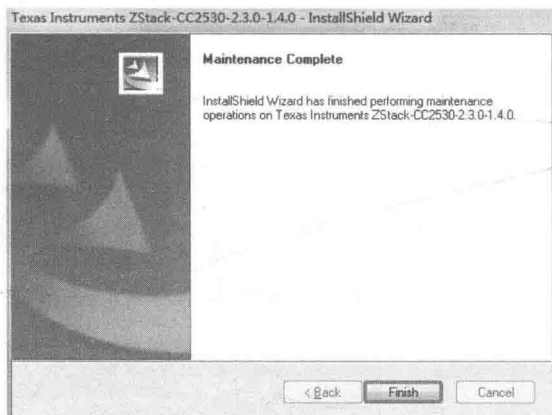 Texas Instruments ZStack-CC2530-2.3.0-1.4.0 - InstallShield Wizard
Maintenance Complete
InstallShield Wizard has finished performing maintenance
operations on Texas Instruments ZStack-CC2530-2.3.0-1.4.0.
< Back
Finish
Cancel